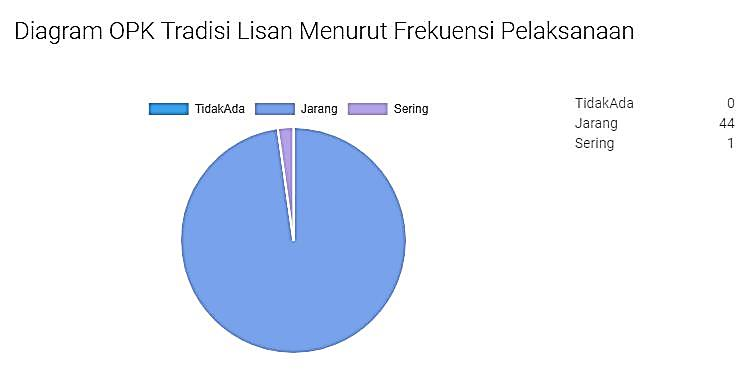 Diagram OPK Tradisi Lisan Menurut Frekuensi Pelaksanaan
TidakAda Jarang Sering
TidakAda 0
Jarang 44
Sering 1